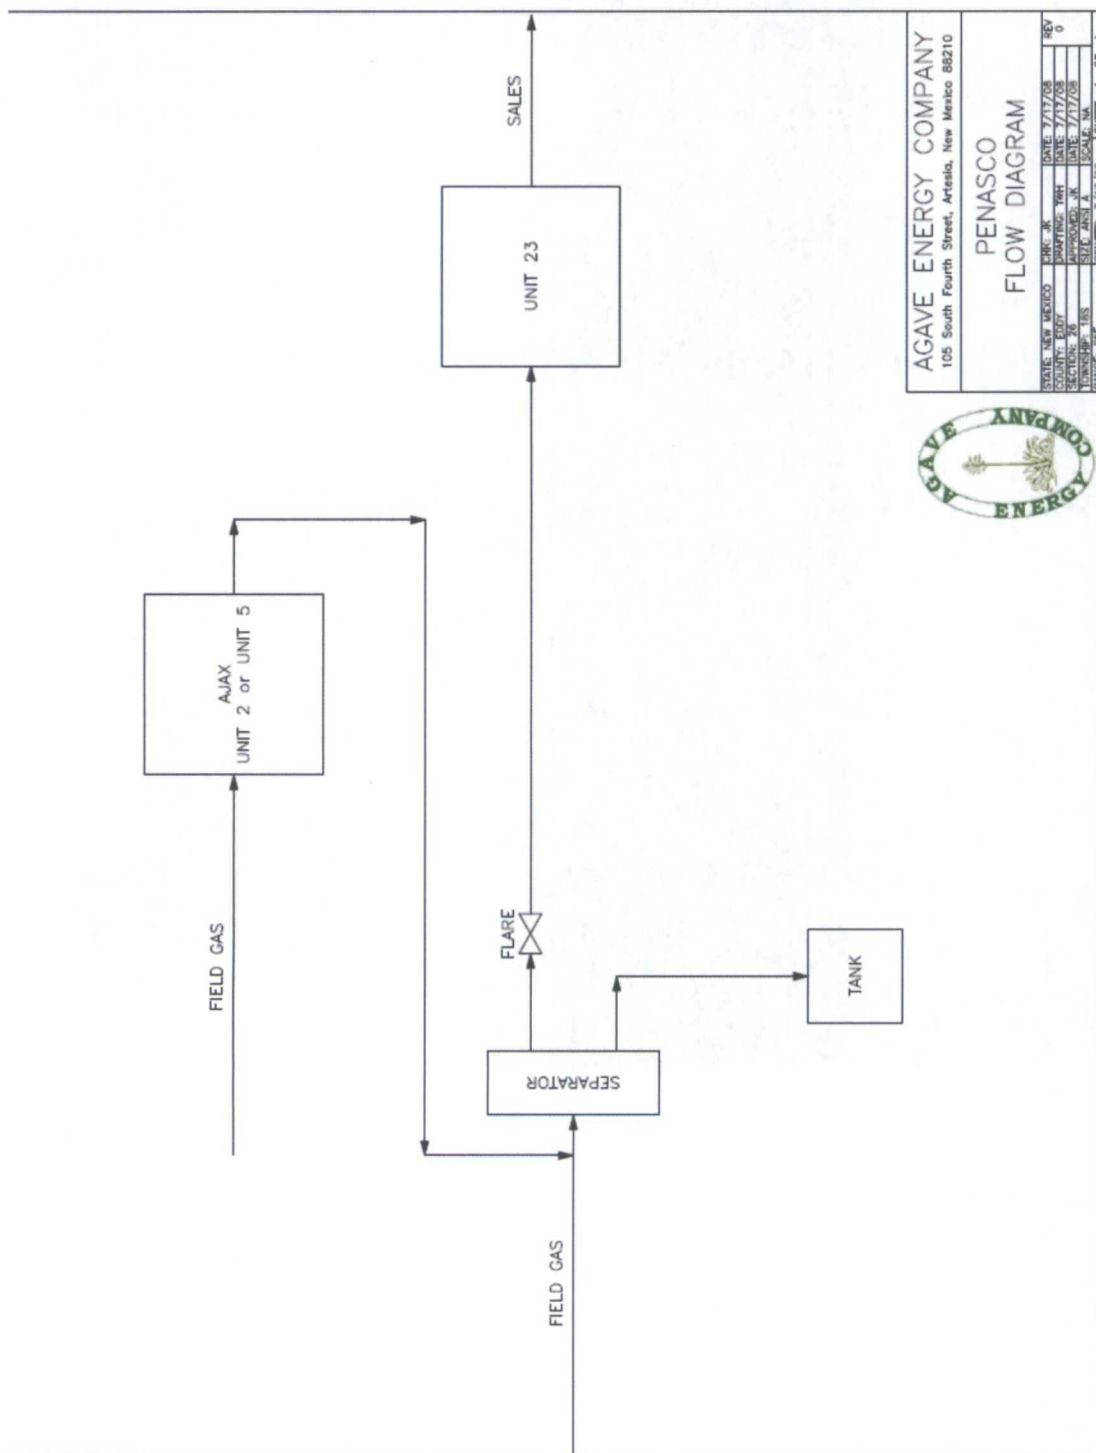 FIELD GAS
AJAX
UNIT 2 or UNIT 5
FIELD GAS
SEPARATOR
FLARE
TANK
UNIT 23
SALES
AGAVE ENERGY COMPANY
AGAVE ENERGY COMPANY
105 South Fourth Street, Artesia, New Mexico 88210
PENASCO
FLOW DIAGRAM
STATE: NEW MEXICO CHK: JK DATE: 7/17/08 REV
COUNTY: EDDY DRAFTING: TWH DATE: 7/17/08 0
SECTION: 26 APPROVED: JK DATE: 7/17/08
TOWNSHIP: 18S SIZE: ANSI A SCALE: NA